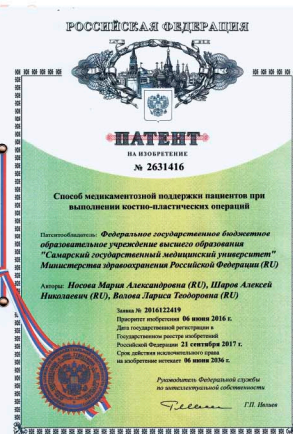 РОССИЙСКАЯ ФЕДЕРАЦИЯ
ПАТЕНТ
НА ИЗОБРЕТЕНИЕ
№ 2631416
Способ медикаментозной поддержки пациентов при
выполнении костно-пластических операций
Патентообладатель: Федеральное государственное бюджетное
образовательное учреждение высшего образования
"Самарский государственный медицинский университет"
Министерства здравоохранения Российской Федерации (RU)
Авторы: Носова Мария Александровна (RU), Шаров Алексей
Николаевич (RU), Волова Лариса Теодоровна (RU)
Заявка № 2016122419
Приоритет изобретения 06 июня 2016 г.
Дата государственной регистрации в
Государственном реестре изобретений
Российской Федерации 21 сентября 2017 г.
Срок действия исключительного права
на изобретение истекает 06 июня 2036 г.
Руководитель Федеральной службы
по интеллектуальной собственности
Г.П. Ивлиев